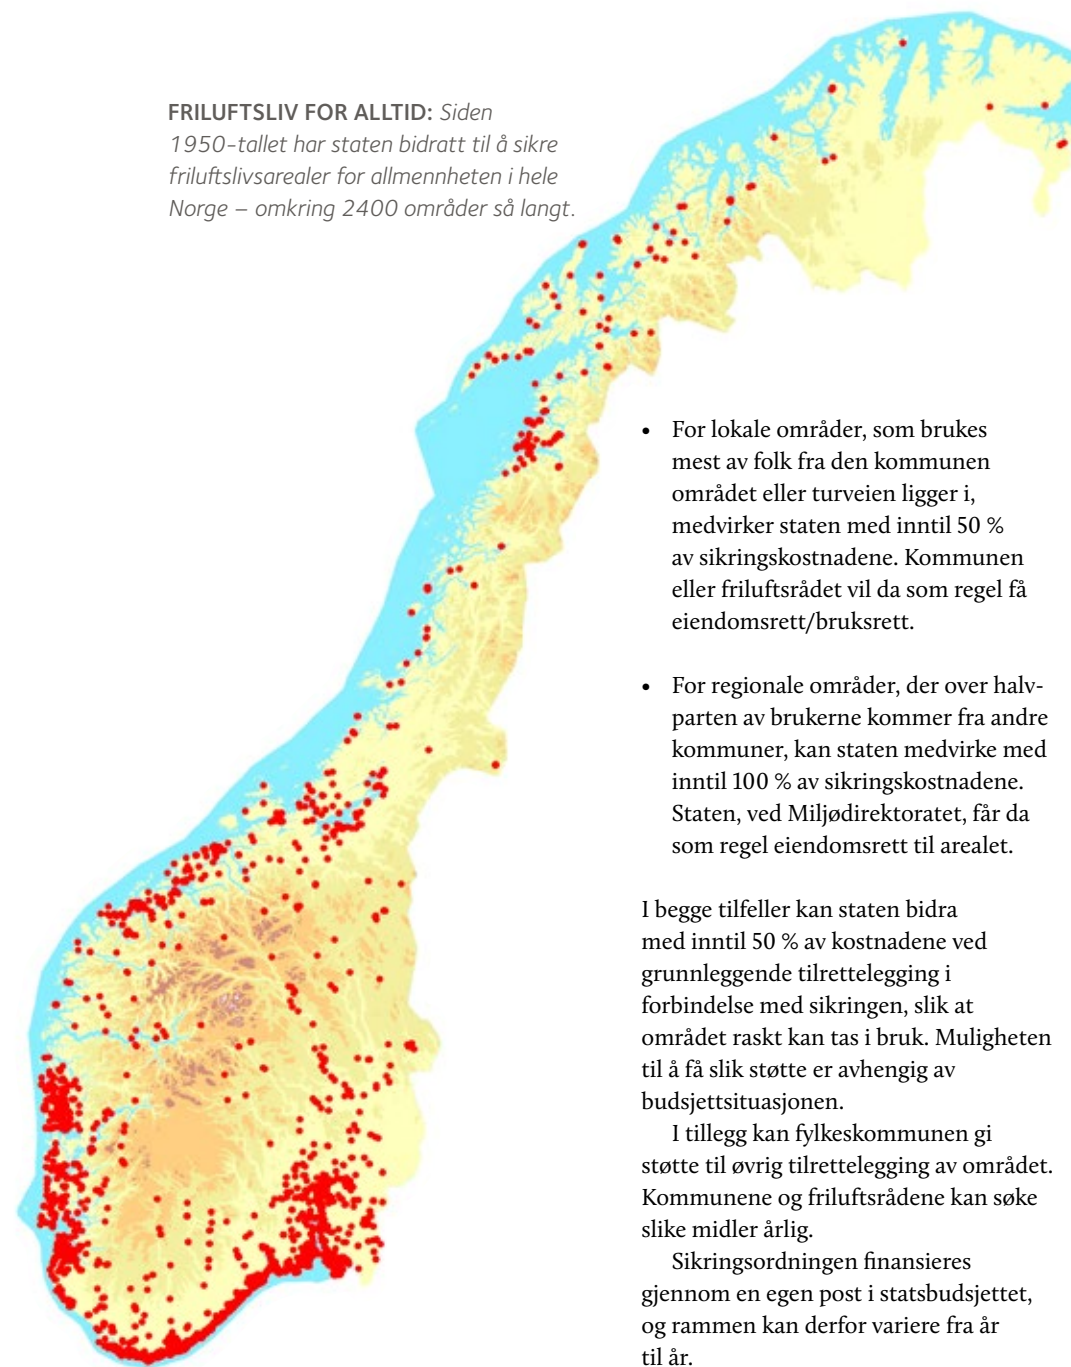 FRILUFTSLIV FOR ALLTID: Siden
1950-tallet har staten bidratt til å sikre
friluftslivsarealer for allmennheten i hele
Norge – omkring 2400 områder så langt.
• For lokale områder, som brukes
mest av folk fra den kommunen
området eller turveien ligger i,
medvirker staten med inntil 50 %
av sikringskostnadene. Kommunen
eller friluftsrådet vil da som regel få
eiendomsrett/bruksrett.
• For regionale områder, der over halv-
parten av brukerne kommer fra andre
kommuner, kan staten medvirke med
inntil 100 % av sikringskostnadene.
Staten, ved Miljødirektoratet, får da
som regel eiendomsrett til arealet.
I begge tilfeller kan staten bidra
med inntil 50 % av kostnadene ved
grunnleggende tilrettelegging i
forbindelse med sikringen, slik at
området raskt kan tas i bruk. Muligheten
til å få slik støtte er avhengig av
budsjettsituasjonen.
I tillegg kan fylkeskommunen gi
støtte til øvrig tilrettelegging av området.
Kommunene og friluftsrådene kan søke
slike midler årlig.
Sikringsordningen finansieres
gjennom en egen post i statsbudsjettet,
og rammen kan derfor variere fra år
til år.